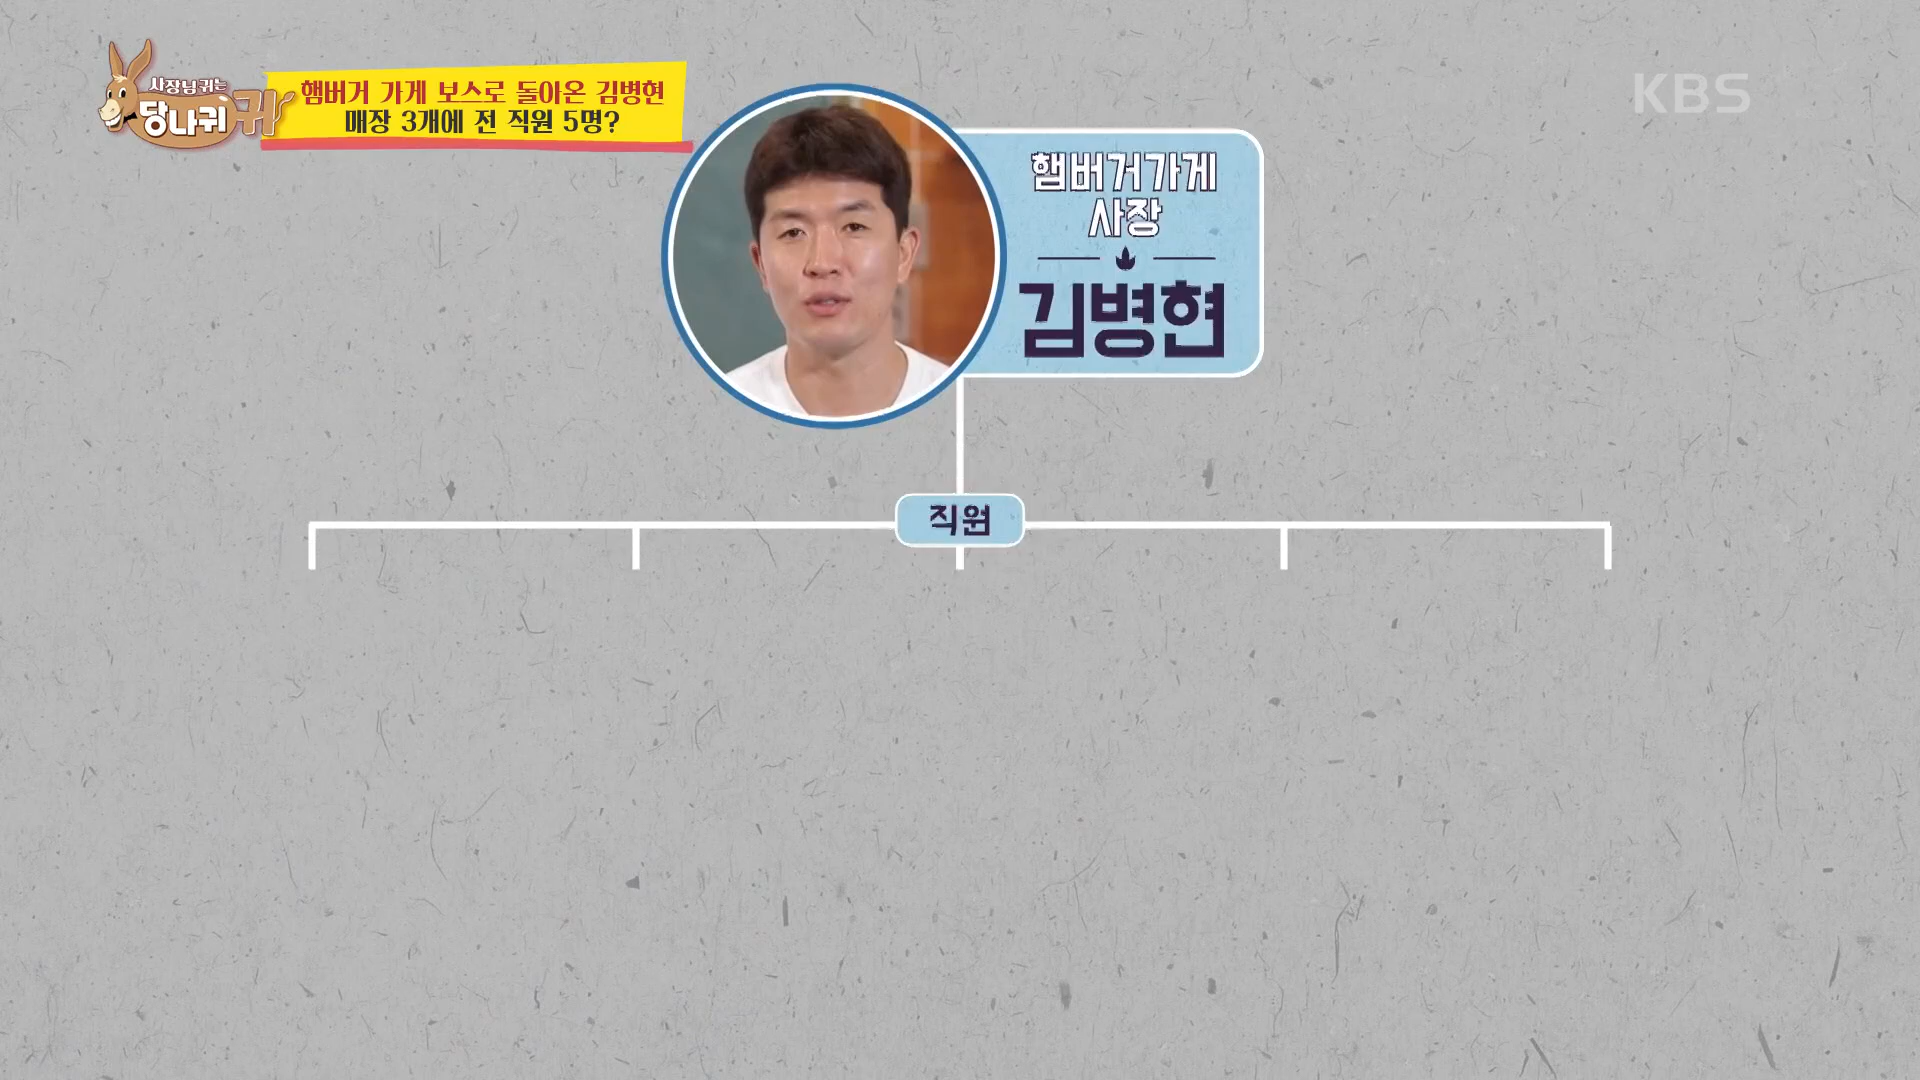 사장님 귀는
당나귀 귀
햄버거 가게 보스로 돌아온 김병현
매장 3개에 전 직원 5명?
KBS
햄버거가게
사장
김병현
직원